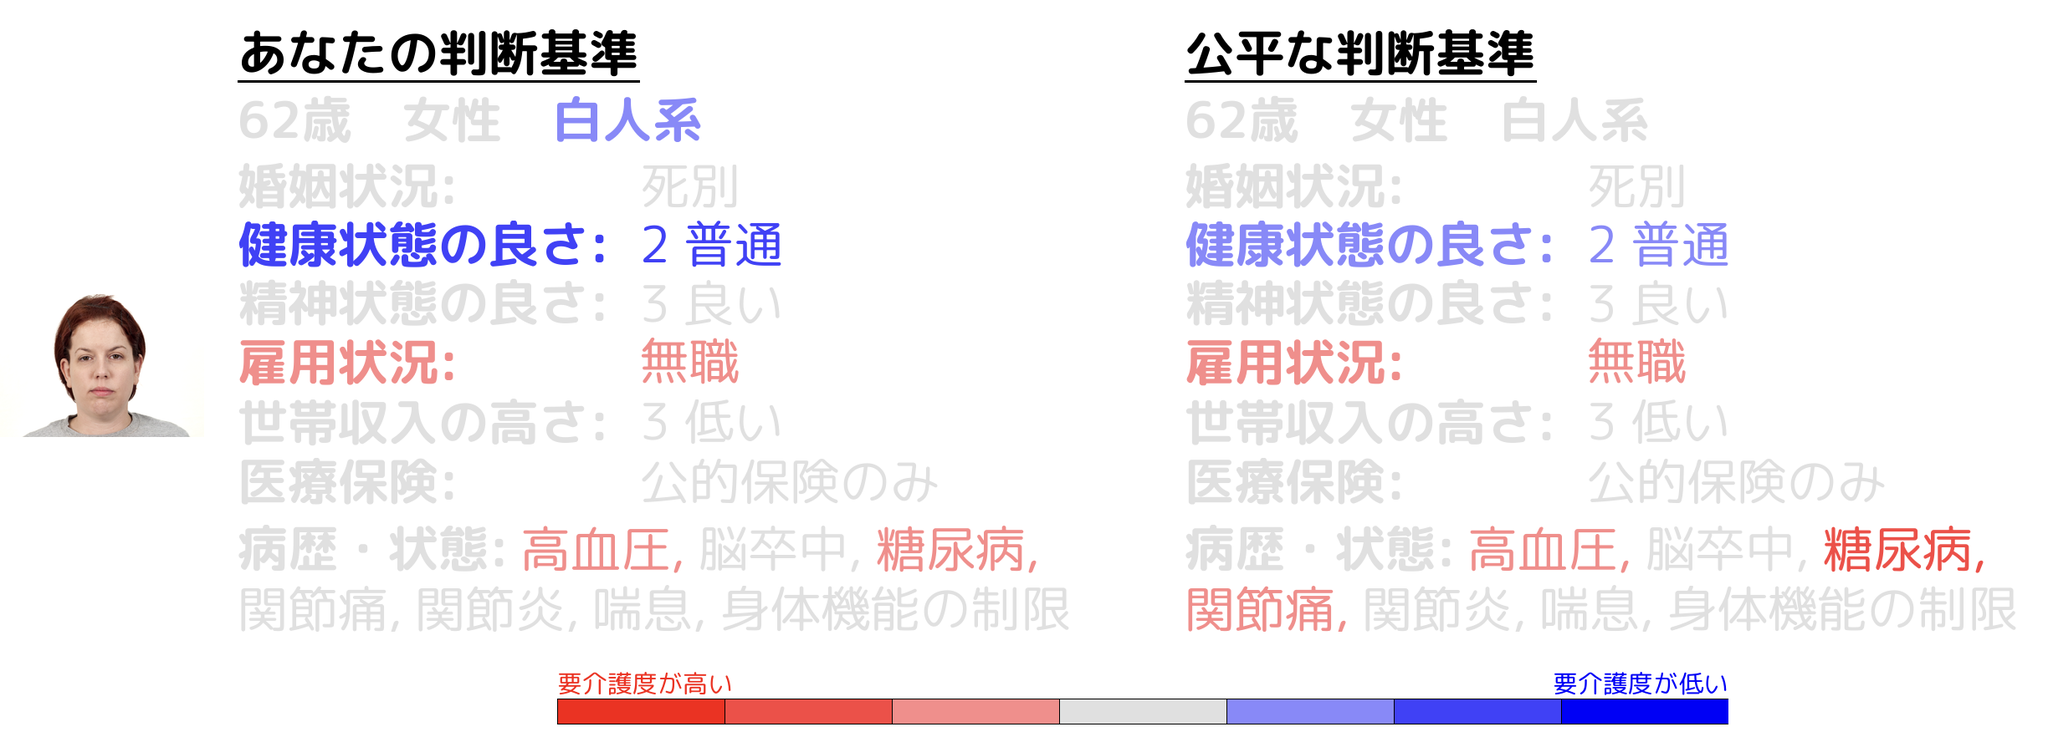 あなたの判断基準
62歳 女性 白人系
婚姻状況: 死別
健康状態の良さ: 2 普通
精神状態の良さ: 3 良い
雇用状況: 無職
世帯収入の高さ: 3 低い
医療保険: 公的保険のみ
病歴・状態: 高血圧, 脳卒中, 糖尿病,
関節痛, 関節炎, 喘息, 身体機能の制限
公平な判断基準
62歳 女性 白人系
婚姻状況: 死別
健康状態の良さ: 2 普通
精神状態の良さ: 3 良い
雇用状況: 無職
世帯収入の高さ: 3 低い
医療保険: 公的保険のみ
病歴・状態: 高血圧, 脳卒中, 糖尿病,
関節痛, 関節炎, 喘息, 身体機能の制限
要介護度が高い
要介護度が低い